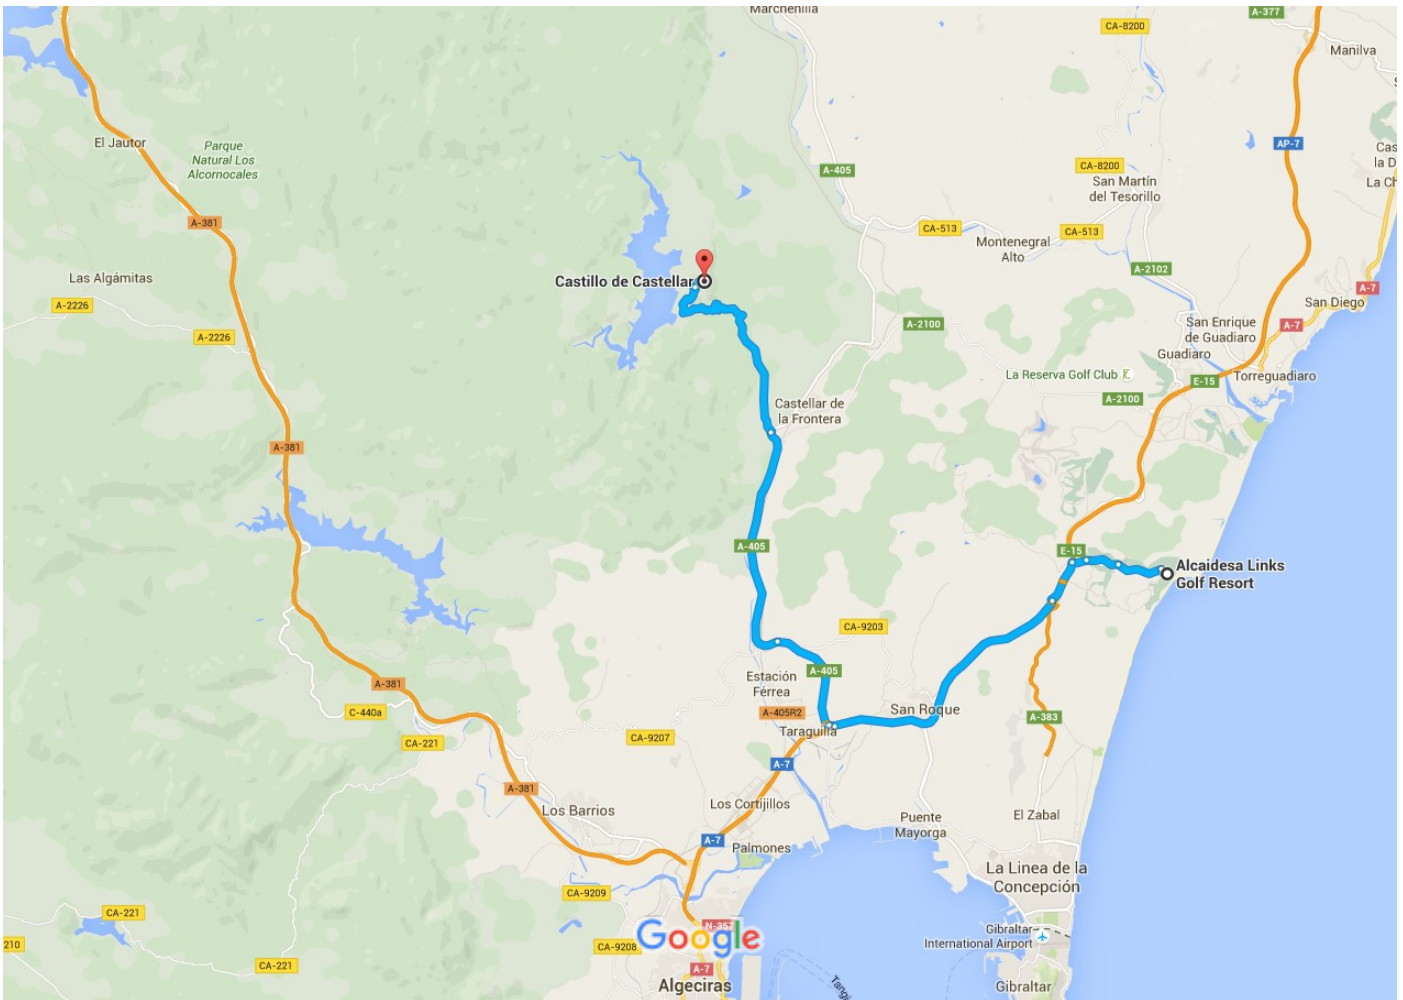 Marchenilla
CA-8200
A-377
Manilva
El Jautor
Parque
Natural Los
Alcornocales
AP-7
A-405
CA-8200
San Martín
del Tesorillo
A-381
CA-513
CA-513
Montenegral
Alto
A-2102
Las Algámitas
Castillo de Castellar
A-7
San Diego
A-2226
A-2226
A-2100
San Enrique
de Guadiaro
A-7
Guadiaro
La Reserva Golf Club
E-15
Torreguadiaro
A-2100
Castellar de
la Frontera
A-381
A-405
E-15
Alcaidesa Links
Golf Resort
CA-9203
A-405
Estación
Férrea
A-381
C-440a
A-405R2
San Roque
A-383
Taraguilla
CA-221
CA-9207
A-7
A-381
Los Barrios
Los Cortijillos
Puente
Mayorga
El Zabal
A-7
Palmones
La Linea de la
Concepción
CA-9209
CA-221
N-357
Google
Gibraltar
International Airport
210
CA-9208
CA-221
A-7
Algeciras
Gibraltar